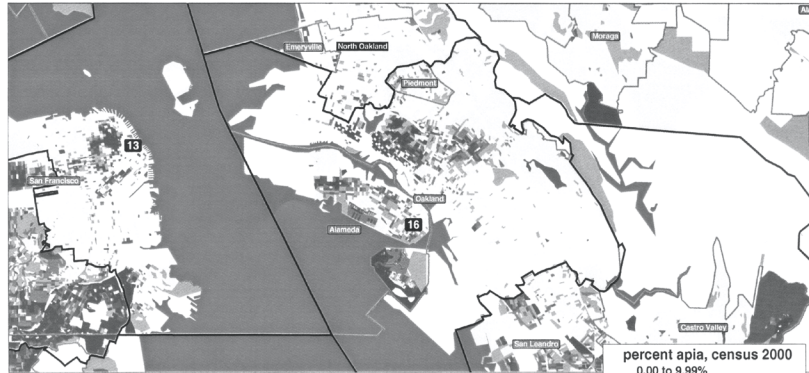 Moraga
Emeryville
North Oakland
Piedmont
13
San Francisco
Oakland
16
Alameda
Castro Valley
San Leandro
percent apia, census 2000
0.00 to 9.99%